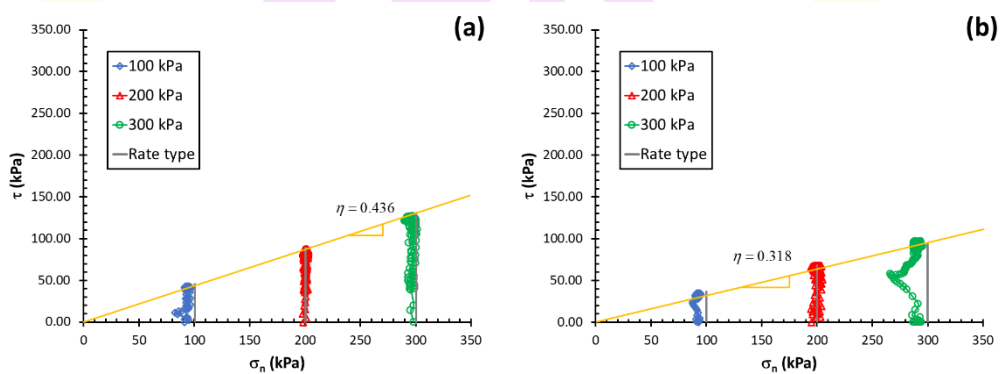 (a)
350.00
300.00
250.00
200.00
150.00
100.00
50.00
0.00
τ (kPa)
100 kPa
200 kPa
300 kPa
Rate type
η = 0.436
0 50 100 150 200 250 300 350
σn (kPa)
(b)
350.00
300.00
250.00
200.00
150.00
100.00
50.00
0.00
τ (kPa)
100 kPa
200 kPa
300 kPa
Rate type
η = 0.318
0 50 100 150 200 250 300 350
σn (kPa)